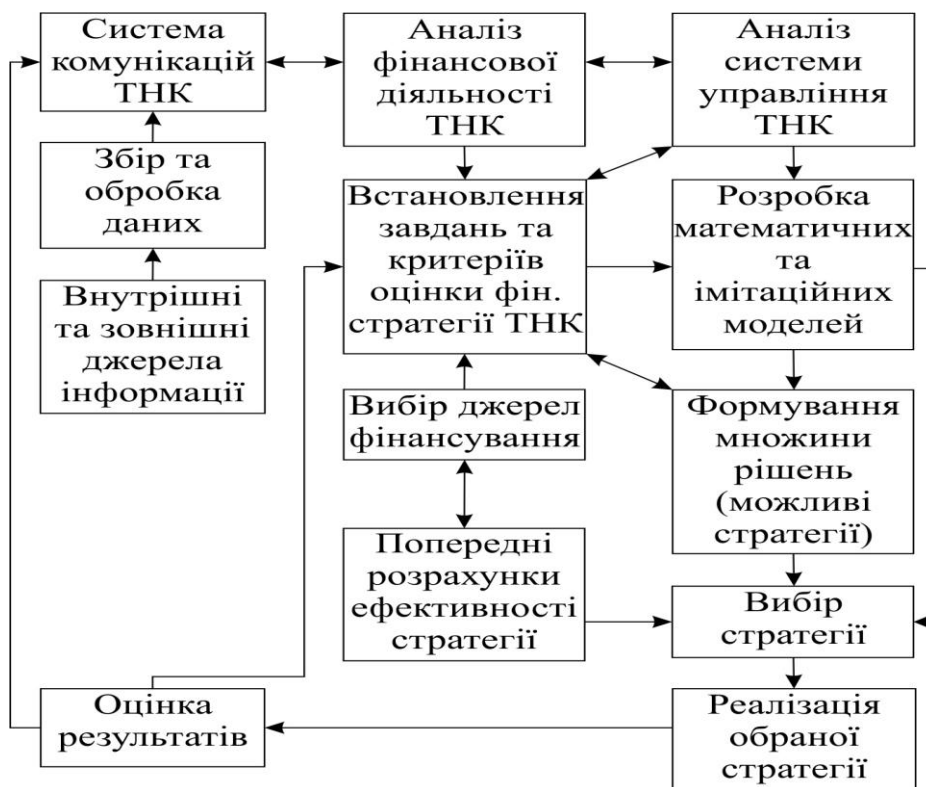 Система
комунікацій
ТНК
Аналіз
фінансової
діяльності
ТНК
Аналіз
системи
управління
ТНК
Збір та
обробка
даних
Встановлення
завдань та
критеріїв
оцінки фін.
стратегії ТНК
Розробка
математичних
та
імітаційних
моделей
Внутрішні
та зовнішні
джерела
інформації
Вибір джерел
фінансування
Формування
множини
рішень
(можливі
стратегії)
Попередні
розрахунки
ефективності
стратегії
Вибір
стратегії
Оцінка
результатів
Реалізація
обраної
стратегії